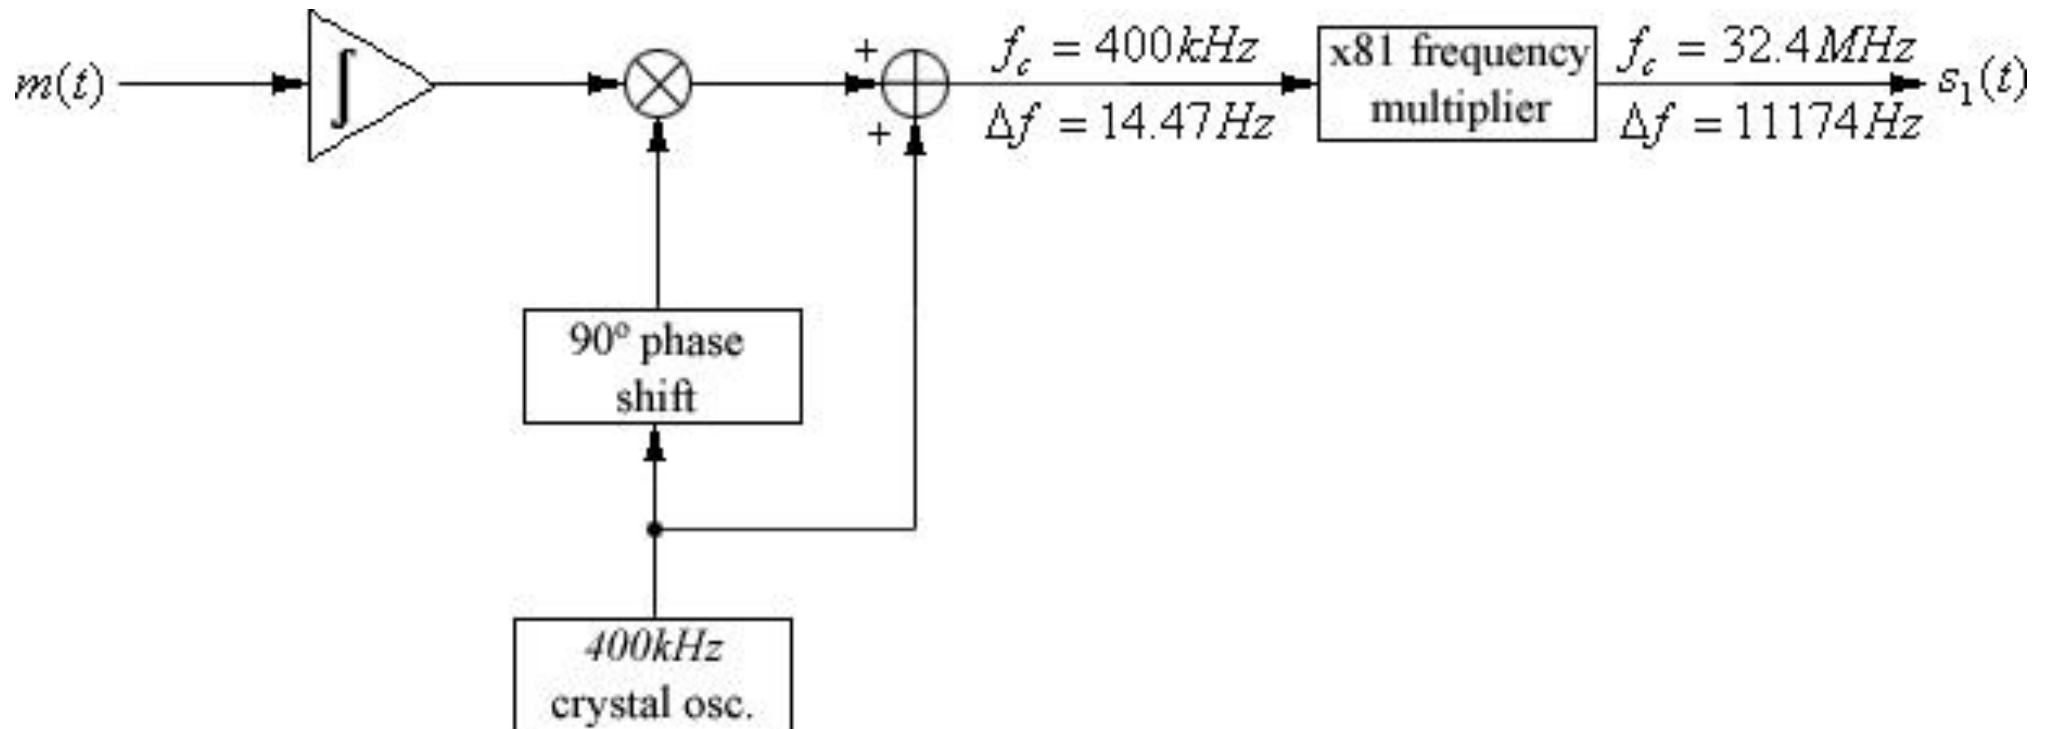 m(t)
∫
+
+
f_c = 400kHz
Δf = 14.47Hz
x81 frequency
multiplier
f_c = 32.4MHz
Δf = 11174Hz
s_1(t)
90º phase
shift
400kHz
crystal osc.